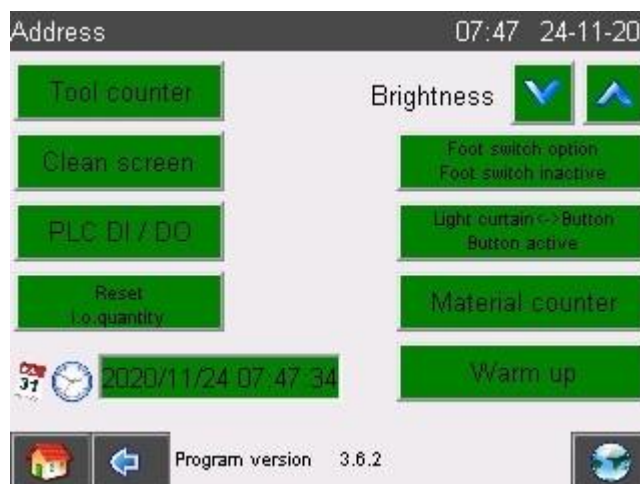 Address 07:47 24-11-20
Tool counter
Brightness
Clean screen
Foot switch option
Foot switch inactive
PLC DI / DO
Light curtain<->Button
Button active
Reset
i.o.quantity
Material counter
31
2020/11/24 07:47:34
Warm up
Program version 3.6.2